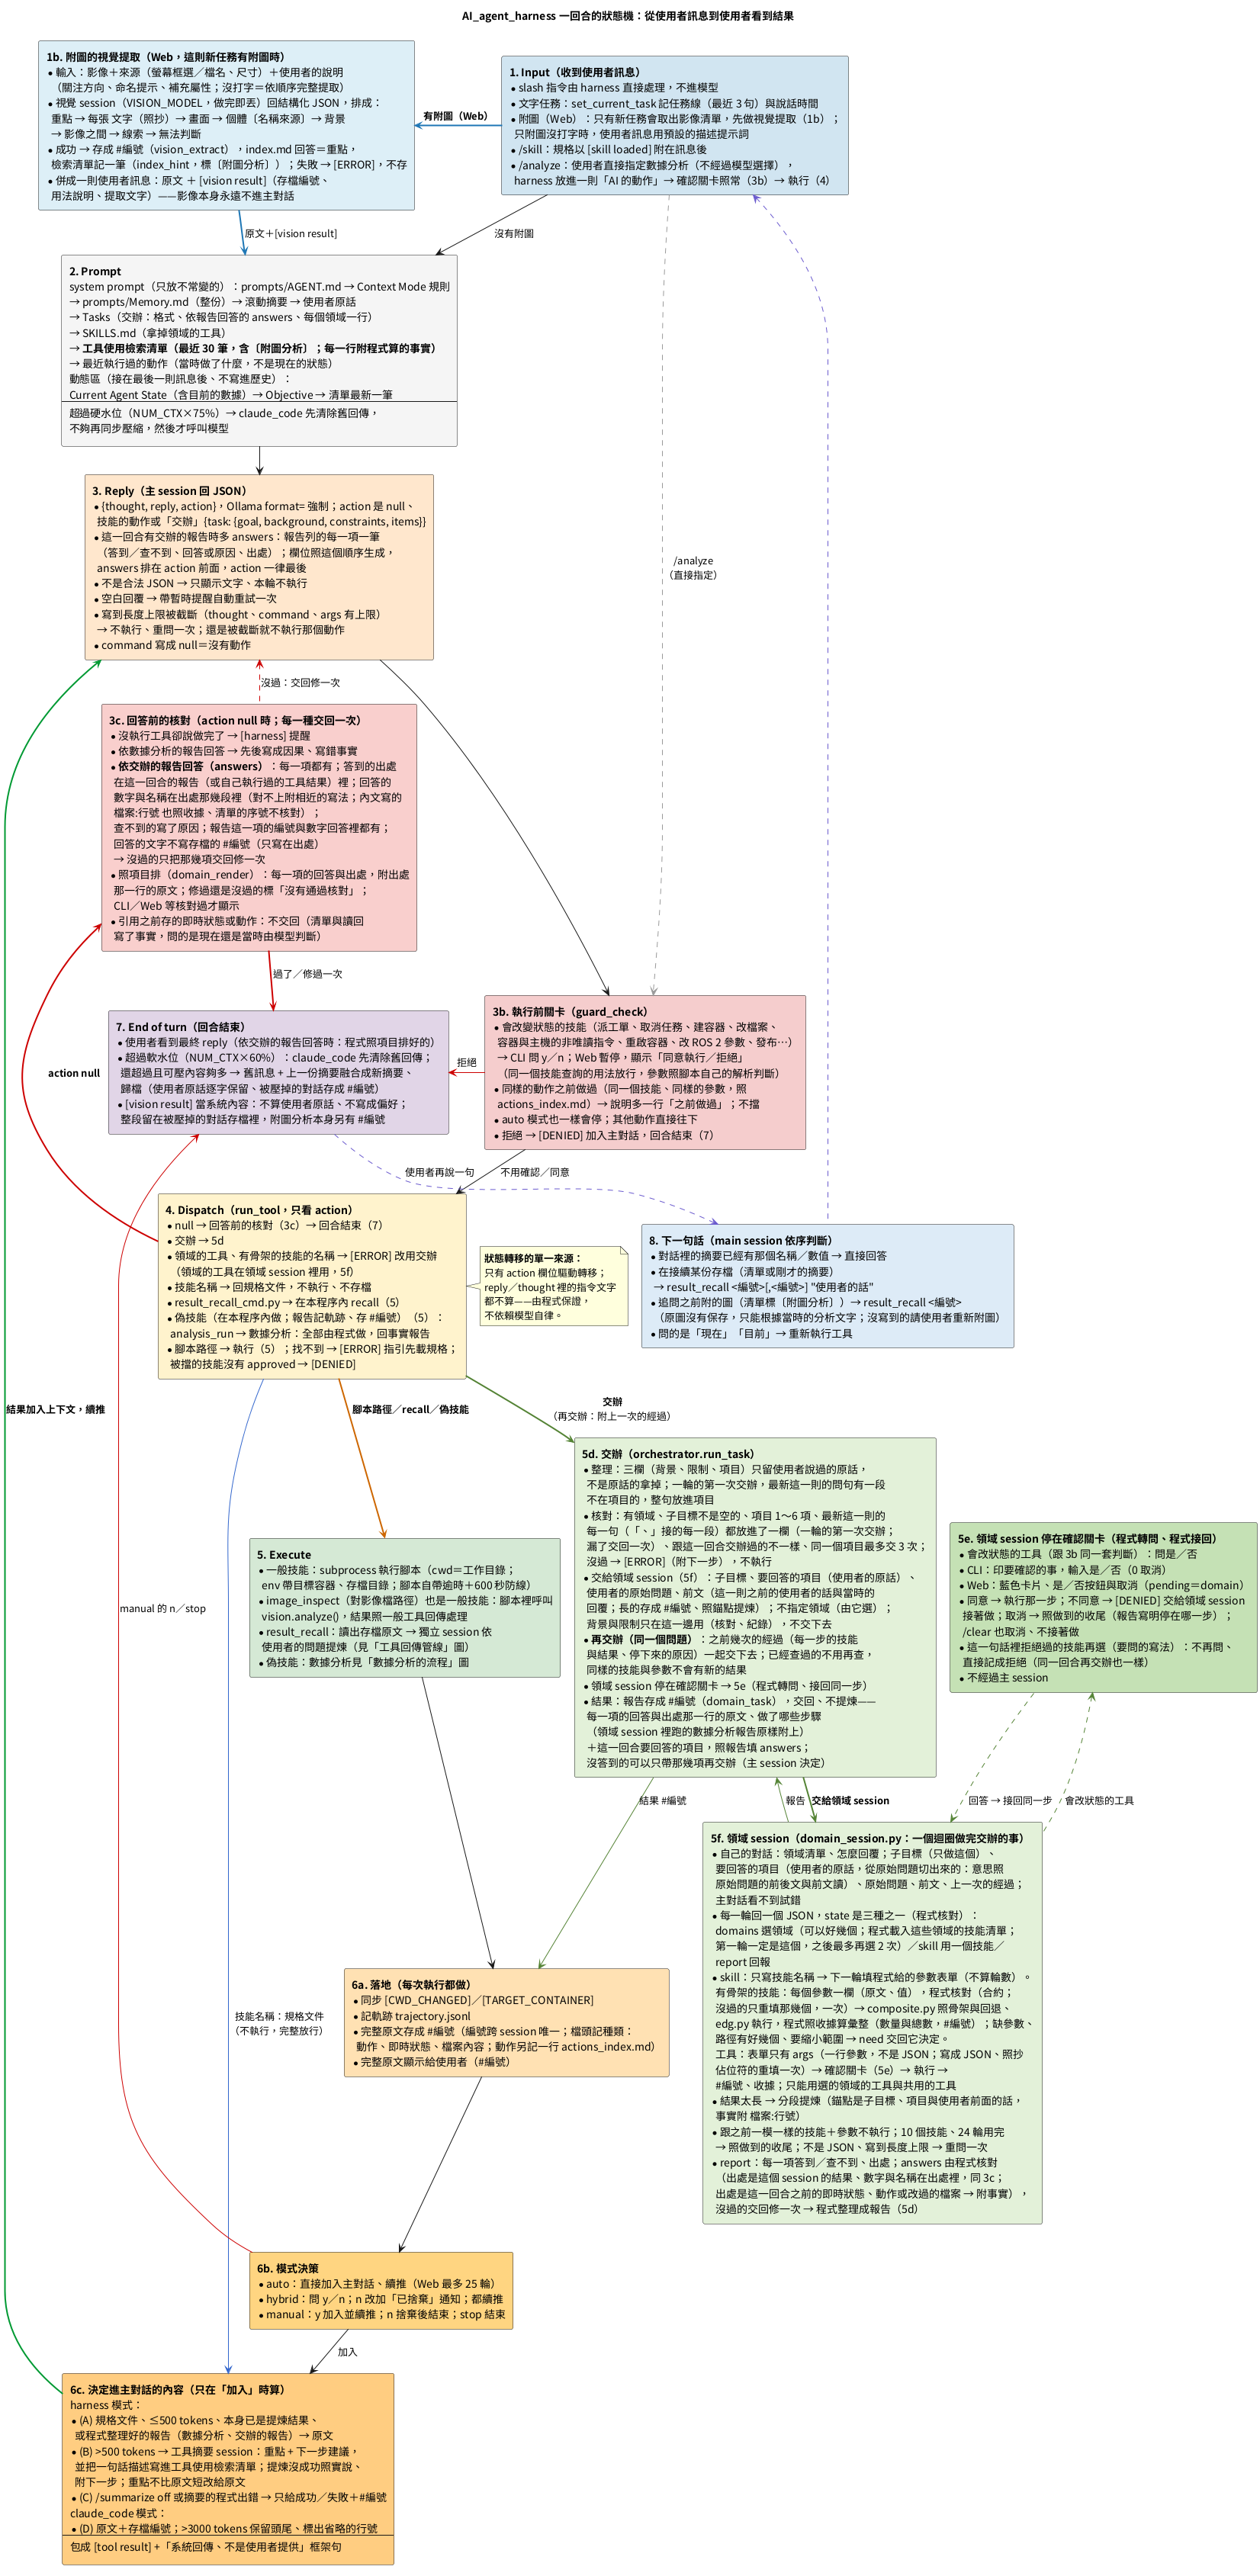 AI_agent_harness 一回合的狀態機：從使用者訊息到使用者看到結果
1b. 附圖的視覺提取（Web，這則新任務有附圖時）
• 輸入：影像＋來源（螢幕框選／檔名、尺寸）＋使用者的說明
（關注方向、命名提示、補充屬性；沒打字＝依順序完整提取）
• 視覺 session（VISION_MODEL，做完即丟）回結構化 JSON，排成：
重點 → 每張 文字（照抄）→ 畫面 → 個體〔名稱來源〕→ 背景
→ 影像之間 → 線索 → 無法判斷
• 成功 → 存成 #編號（vision_extract），index.md 回答＝重點，
檢索清單記一筆（index_hint，標〔附圖分析〕）；失敗 → [ERROR]，不存
• 併成一則使用者訊息：原文 ＋ [vision result]（存檔編號、
用法說明、提取文字）——影像本身永遠不進主對話
有附圖（Web）
1. Input（收到使用者訊息）
• slash 指令由 harness 直接處理，不進模型
• 文字任務：set_current_task 記任務線（最近 3 句）與說話時間
• 附圖（Web）：只有新任務會取出影像清單，先做視覺提取（1b）；
只附圖沒打字時，使用者訊息用預設的描述提示詞
• /skill：規格以 [skill loaded] 附在訊息後
• /analyze：使用者直接指定數據分析（不經過模型選擇），
harness 放進一則「AI 的動作」→ 確認關卡照常（3b）→ 執行（4）
原文＋[vision result]
沒有附圖
2. Prompt
system prompt（只放不常變的）：prompts/AGENT.md → Context Mode 規則
→ prompts/Memory.md（整份）→ 滾動摘要 → 使用者原話
→ Tasks（交辦：格式、依報告回答的 answers、每個領域一行）
→ SKILLS.md（拿掉領域的工具）
→ 工具使用檢索清單（最近 30 筆，含〔附圖分析〕；每一行附程式算的事實）
→ 最近執行過的動作（當時做了什麼，不是現在的狀態）
動態區（接在最後一則訊息後、不寫進歷史）：
Current Agent State（含目前的數據）→ Objective → 清單最新一筆
超過硬水位（NUM_CTX×75%）→ claude_code 先清除舊回傳，
不夠再同步壓縮，然後才呼叫模型
3. Reply（主 session 回 JSON）
• {thought, reply, action}，Ollama format= 強制；action 是 null、
技能的動作或「交辦」{task: {goal, background, constraints, items}}
• 這一回合有交辦的報告時多 answers：報告列的每一項一筆
（答到／查不到、回答或原因、出處）；欄位照這個順序生成，
answers 排在 action 前面，action 一律最後
• 不是合法 JSON → 只顯示文字、本輪不執行
• 空白回覆 → 帶暫時提醒自動重試一次
• 寫到長度上限被截斷（thought、command、args 有上限）
→ 不執行、重問一次；還是被截斷就不執行那個動作
• command 寫成 null＝沒有動作
/analyze
（直接指定）
沒過：交回修一次
3c. 回答前的核對（action null 時；每一種交回一次）
• 沒執行工具卻說做完了 → [harness] 提醒
• 依數據分析的報告回答 → 先後寫成因果、寫錯事實
• 依交辦的報告回答（answers）：每一項都有；答到的出處
在這一回合的報告（或自己執行過的工具結果）裡；回答的
數字與名稱在出處那幾段裡（對不上附相近的寫法；內文寫的
檔案:行號 也照收據、清單的序號不核對）；
查不到的寫了原因；報告這一項的編號與數字回答裡都有；
回答的文字不寫存檔的 #編號（只寫在出處）
→ 沒過的只把那幾項交回修一次
• 照項目排（domain_render）：每一項的回答與出處，附出處
那一行的原文；修過還是沒過的標「沒有通過核對」；
CLI／Web 等核對過才顯示
• 引用之前存的即時狀態或動作：不交回（清單與讀回
寫了事實，問的是現在還是當時由模型判斷）
過了／修過一次
3b. 執行前關卡（guard_check）
• 會改變狀態的技能（派工單、取消任務、建容器、改檔案、
容器與主機的非唯讀指令、重啟容器、改 ROS 2 參數、發布…）
→ CLI 問 y／n；Web 暫停，顯示「同意執行／拒絕」
（同一個技能查詢的用法放行，參數照腳本自己的解析判斷）
• 同樣的動作之前做過（同一個技能、同樣的參數，照
actions_index.md）→ 說明多一行「之前做過」；不擋
• auto 模式也一樣會停；其他動作直接往下
• 拒絕 → [DENIED] 加入主對話，回合結束（7）
7. End of turn（回合結束）
• 使用者看到最終 reply（依交辦的報告回答時：程式照項目排好的）
• 超過軟水位（NUM_CTX×60%）：claude_code 先清除舊回傳；
還超過且可壓內容夠多 → 舊訊息 + 上一份摘要融合成新摘要、
歸檔（使用者原話逐字保留、被壓掉的對話存成 #編號）
• [vision result] 當系統內容：不算使用者原話、不寫成偏好；
整段留在被壓掉的對話存檔裡，附圖分析本身另有 #編號
拒絕
action null
使用者再說一句
不用確認／同意
4. Dispatch（run_tool，只看 action）
• null → 回答前的核對（3c）→ 回合結束（7）
• 交辦 → 5d
• 領域的工具、有骨架的技能的名稱 → [ERROR] 改用交辦
（領域的工具在領域 session 裡用，5f）
• 技能名稱 → 回規格文件，不執行、不存檔
• result_recall_cmd.py → 在本程序內 recall（5）
• 偽技能（在本程序內做；報告記軌跡、存 #編號）（5）：
analysis_run → 數據分析：全部由程式做，回事實報告
• 腳本路徑 → 執行（5）；找不到 → [ERROR] 指引先載規格；
被擋的技能沒有 approved → [DENIED]
狀態轉移的單一來源：
只有 action 欄位驅動轉移；
reply／thought 裡的指令文字
都不算——由程式保證，
不依賴模型自律。
8. 下一句話（main session 依序判斷）
• 對話裡的摘要已經有那個名稱／數值 → 直接回答
• 在接續某份存檔（清單或剛才的摘要）
→ result_recall <編號>[,<編號>] "使用者的話"
• 追問之前附的圖（清單標〔附圖分析〕）→ result_recall <編號>
（原圖沒有保存，只能根據當時的分析文字；沒寫到的請使用者重新附圖）
• 問的是「現在」「目前」→ 重新執行工具
結果加入上下文，續推
腳本路徑／recall／偽技能
交辦
（再交辦：附上一次的經過）
5d. 交辦（orchestrator.run_task）
• 整理：三欄（背景、限制、項目）只留使用者說過的原話，
不是原話的拿掉；一輪的第一次交辦，最新這一則的問句有一段
不在項目的，整句放進項目
• 核對：有領域、子目標不是空的、項目 1～6 項、最新這一則的
每一句（「、」接的每一段）都放進了一欄（一輪的第一次交辦；
漏了交回一次）、跟這一回合交辦過的不一樣、同一個項目最多交 3 次；
沒過 → [ERROR]（附下一步），不執行
• 交給領域 session（5f）：子目標、要回答的項目（使用者的原話）、
使用者的原始問題、前文（這一則之前的使用者的話與當時的
回覆；長的存成 #編號、照錨點提煉）；不指定領域（由它選）；
背景與限制只在這一邊用（核對、紀錄），不交下去
• 再交辦（同一個問題）：之前幾次的經過（每一步的技能
與結果、停下來的原因）一起交下去；已經查過的不用再查，
同樣的技能與參數不會有新的結果
• 領域 session 停在確認關卡 → 5e（程式轉問、接回同一步）
• 結果：報告存成 #編號（domain_task），交回、不提煉——
每一項的回答與出處那一行的原文、做了哪些步驟
（領域 session 裡跑的數據分析報告原樣附上）
＋這一回合要回答的項目，照報告填 answers；
沒答到的可以只帶那幾項再交辦（主 session 決定）
5. Execute
• 一般技能：subprocess 執行腳本（cwd＝工作目錄；
env 帶目標容器、存檔目錄；腳本自帶逾時＋600 秒防線）
• image_inspect（對影像檔路徑）也是一般技能：腳本裡呼叫
vision.analyze()，結果照一般工具回傳處理
• result_recall：讀出存檔原文 → 獨立 session 依
使用者的問題提煉（見「工具回傳管線」圖）
• 偽技能：數據分析見「數據分析的流程」圖
5e. 領域 session 停在確認關卡（程式轉問、程式接回）
• 會改狀態的工具（跟 3b 同一套判斷）：問是／否
• CLI：印要確認的事，輸入是／否（0 取消）
• Web：藍色卡片、是／否按鈕與取消（pending＝domain）
• 同意 → 執行那一步；不同意 → [DENIED] 交給領域 session
接著做；取消 → 照做到的收尾（報告寫明停在哪一步）；
/clear 也取消、不接著做
• 這一句話裡拒絕過的技能再選（要問的寫法）：不再問、
直接記成拒絕（同一回合再交辦也一樣）
• 不經過主 session
manual 的 n／stop
結果 #編號
報告
交給領域 session
回答 → 接回同一步
會改狀態的工具
5f. 領域 session（domain_session.py：一個迴圈做完交辦的事）
• 自己的對話：領域清單、怎麼回覆；子目標（只做這個）、
要回答的項目（使用者的原話，從原始問題切出來的：意思照
原始問題的前後文與前文讀）、原始問題、前文、上一次的經過；
主對話看不到試錯
• 每一輪回一個 JSON，state 是三種之一（程式核對）：
domains 選領域（可以好幾個；程式載入這些領域的技能清單；
第一輪一定是這個，之後最多再選 2 次）／skill 用一個技能／
report 回報
• skill：只寫技能名稱 → 下一輪填程式給的參數表單（不算輪數）。
有骨架的技能：每個參數一欄（原文、值），程式核對（合約；
沒過的只重填那幾個，一次）→ composite.py 照骨架與回退、
edg.py 執行，程式照收據算彙整（數量與總數，#編號）；缺參數、
路徑有好幾個、要縮小範圍 → need 交回它決定。
工具：表單只有 args（一行參數，不是 JSON；寫成 JSON、照抄
佔位符的重填一次）→ 確認關卡（5e）→ 執行 →
#編號、收據；只能用選的領域的工具與共用的工具
• 結果太長 → 分段提煉（錨點是子目標、項目與使用者前面的話，
事實附 檔案:行號）
• 跟之前一模一樣的技能＋參數不執行；10 個技能、24 輪用完
→ 照做到的收尾；不是 JSON、寫到長度上限 → 重問一次
• report：每一項答到／查不到、出處；answers 由程式核對
（出處是這個 session 的結果、數字與名稱在出處裡，同 3c；
出處是這一回合之前的即時狀態、動作或改過的檔案 → 附事實），
沒過的交回修一次 → 程式整理成報告（5d）
技能名稱：規格文件
（不執行，完整放行）
6a. 落地（每次執行都做）
• 同步 [CWD_CHANGED]／[TARGET_CONTAINER]
• 記軌跡 trajectory.jsonl
• 完整原文存成 #編號（編號跨 session 唯一；檔頭記種類：
動作、即時狀態、檔案內容；動作另記一行 actions_index.md）
• 完整原文顯示給使用者（#編號）
6b. 模式決策
• auto：直接加入主對話、續推（Web 最多 25 輪）
• hybrid：問 y／n；n 改加「已捨棄」通知；都續推
• manual：y 加入並續推；n 捨棄後結束；stop 結束
加入
6c. 決定進主對話的內容（只在「加入」時算）
harness 模式：
• (A) 規格文件、≤500 tokens、本身已是提煉結果、
或程式整理好的報告（數據分析、交辦的報告）→ 原文
• (B) >500 tokens → 工具摘要 session：重點 + 下一步建議，
並把一句話描述寫進工具使用檢索清單；提煉沒成功照實說、
附下一步；重點不比原文短改給原文
• (C) /summarize off 或摘要的程式出錯 → 只給成功／失敗＋#編號
claude_code 模式：
• (D) 原文＋存檔編號；>3000 tokens 保留頭尾、標出省略的行號
包成 [tool result] +「系統回傳、不是使用者提供」框架句